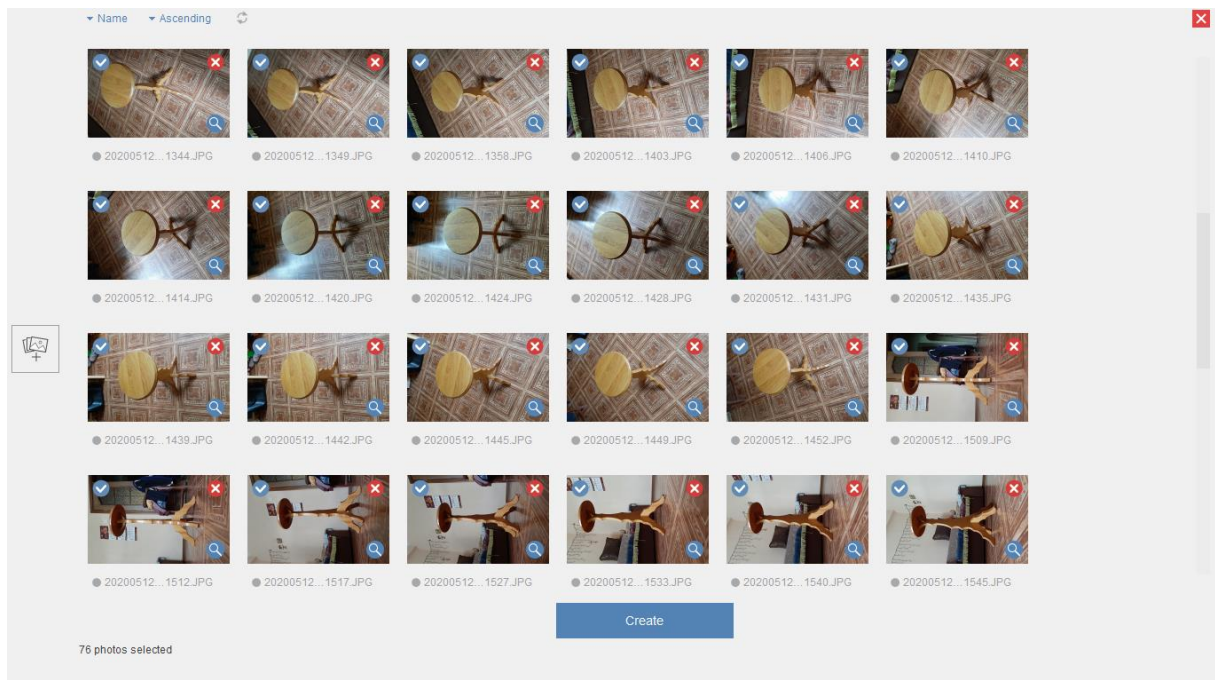 Name Ascending
20200512...1344.JPG 20200512...1349.JPG 20200512...1358.JPG 20200512...1403.JPG 20200512...1406.JPG 20200512...1410.JPG
20200512...1414.JPG 20200512...1420.JPG 20200512...1424.JPG 20200512...1428.JPG 20200512...1431.JPG 20200512...1435.JPG
20200512...1439.JPG 20200512...1442.JPG 20200512...1445.JPG 20200512...1449.JPG 20200512...1452.JPG 20200512...1509.JPG
20200512...1512.JPG 20200512...1517.JPG 20200512...1527.JPG 20200512...1533.JPG 20200512...1540.JPG 20200512...1545.JPG
Create
76 photos selected